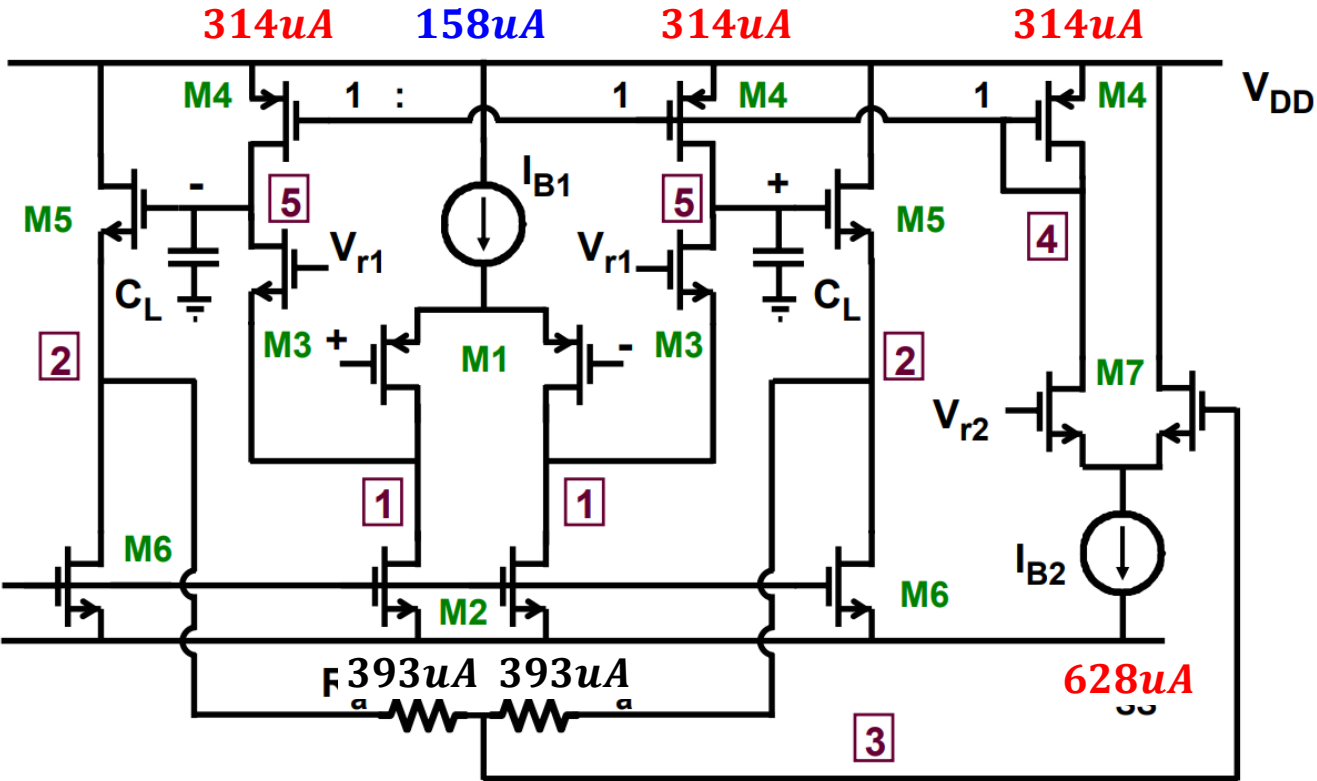 314uA 158uA 314uA 314uA
M4 1 : 1 M4 1 M4 VDD
IB1
- 5 5 +
M5 Vr1 Vr1 M5 4
CL CL
M3 + M1 - M3
2 2 M7
Vr2
1 1
M6 IB2
M2 M6
393uA 393uA 628uA
a a
3